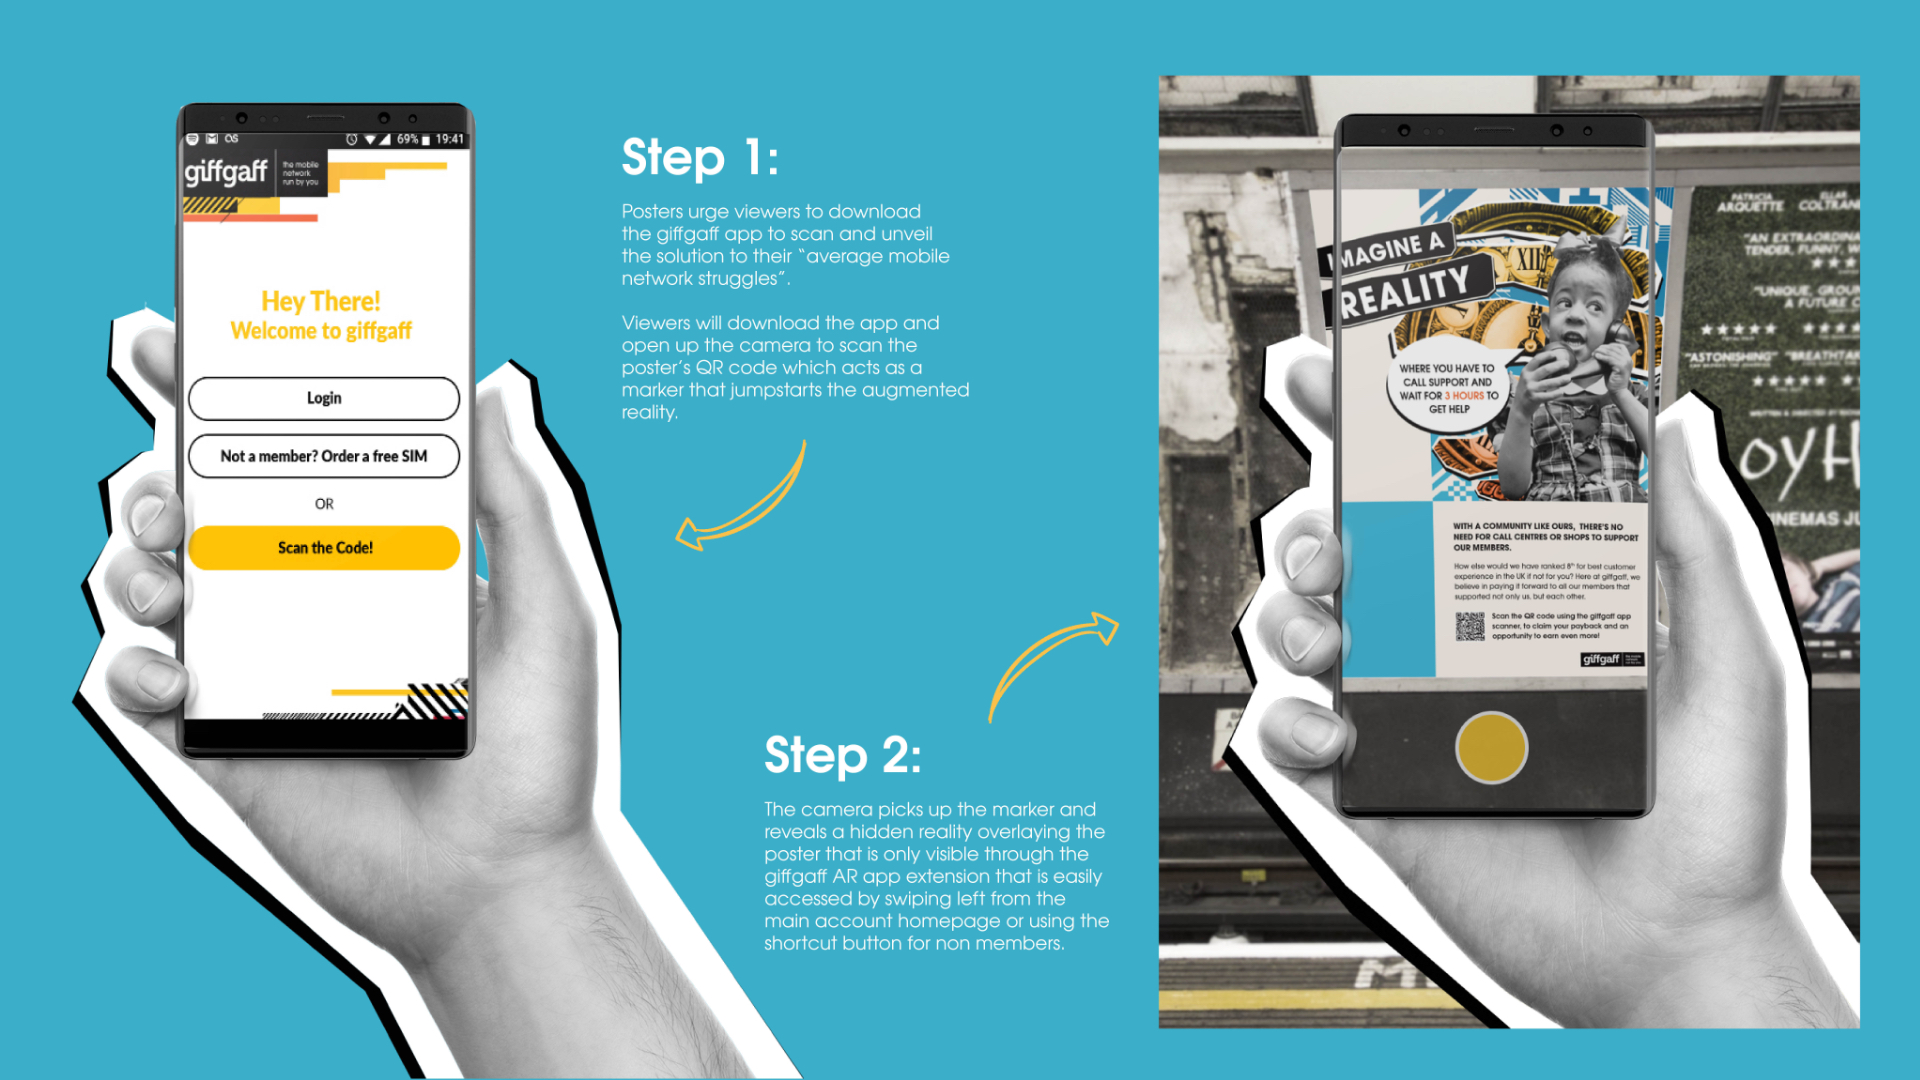 69% 19:41
giffgaff
the mobile
network
run by you
Hey There!
Welcome to giffgaff
Login
Not a member? Order a free SIM
OR
Scan the Code!
Step 1:
Posters urge viewers to download
the giffgaff app to scan and unveil
the solution to their “average mobile
network struggles”.
Viewers will download the app and
open up the camera to scan the
poster’s QR code which acts as a
marker that jumpstarts the augmented
reality.
Step 2:
The camera picks up the marker and
reveals a hidden reality overlaying the
poster that is only visible through the
giffgaff AR app extension that is easily
accessed by swiping left from the
main account homepage or using the
shortcut button for non members.
IMAGINE A
REALITY
XII
WHERE YOU HAVE TO
CALL SUPPORT AND
WAIT FOR 3 HOURS TO
GET HELP
WITH A COMMUNITY LIKE OURS, THERE'S NO
NEED FOR CALL CENTRES OR SHOPS TO SUPPORT
OUR MEMBERS.
How else would we have ranked 8th for best customer
experience in the UK if not for you? Here at giffgaff, we
believe in paying it forward to all our members that
supported not only us, but each other.
Scan the QR code using the giffgaff app
scanner, to claim your payback and an
opportunity to earn even more!
giffgaff
PATRICIA
ARQUETTE
COLTRAN
"AN EXTRAORDINA
TENDER, FUNNY, W
"UNIQUE, GROU
A FUTURE C
"ASTONISHING" "BREATHTA
oyH
INEMAS JU